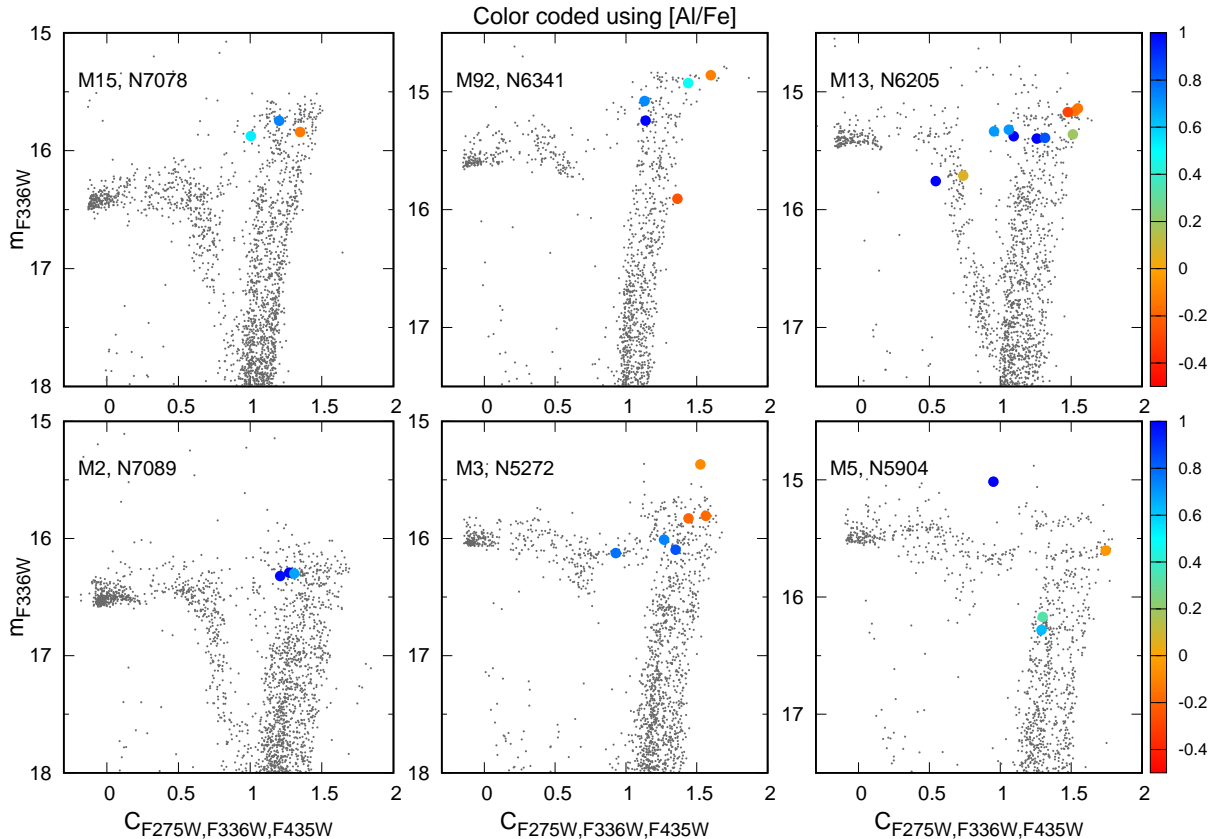 Color coded using [Al/Fe]
15
16
17
18
m_F336W
M15, N7078
0 0.5 1 1.5 2
M92, N6341
15
16
17
0 0.5 1 1.5 2
M13, N6205
15
16
17
0 0.5 1 1.5 2
1
0.8
0.6
0.4
0.2
0
-0.2
-0.4
15
16
17
18
m_F336W
M2, N7089
0 0.5 1 1.5 2
C_F275W,F336W,F435W
M3, N5272
15
16
17
18
0 0.5 1 1.5 2
C_F275W,F336W,F435W
M5, N5904
15
16
17
0 0.5 1 1.5 2
C_F275W,F336W,F435W
1
0.8
0.6
0.4
0.2
0
-0.2
-0.4